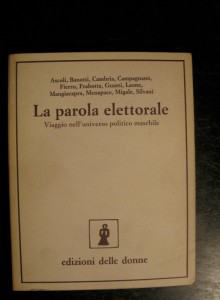 Ascoli, Banotti, Cambria, Campagnano,
Fierro, Frabotta, Guasti, Leone,
Mangiacapra, Menapace, Migale, Silvani
La parola elettorale
Viaggio nell'universo politico maschile
edizioni delle donne